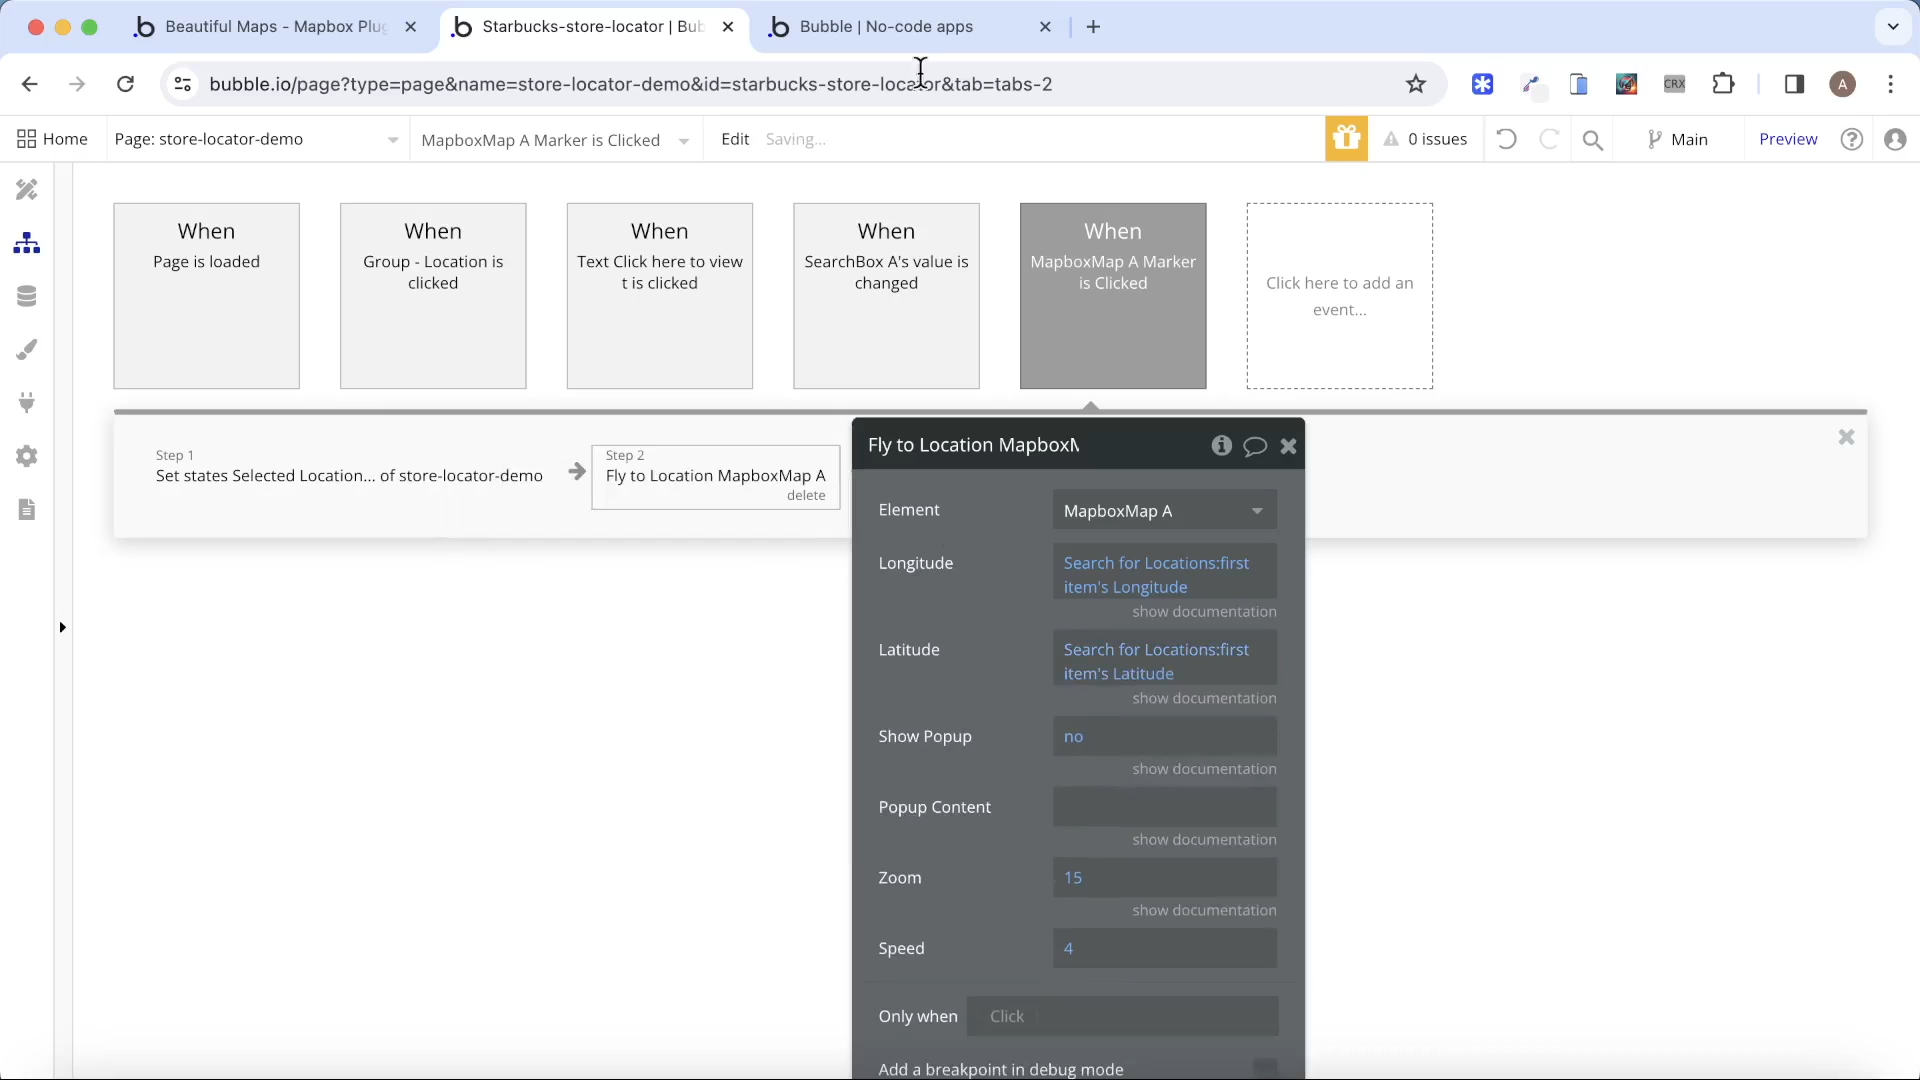 Beautiful Maps - Mapbox Plug
Starbucks-store-locator | Bub
Bubble | No-code apps
bubble.io/page?type=page&name=store-locator-demo&id=starbucks-store-locator&tab=tabs-2
CRX
A
Home
Page: store-locator-demo
MapboxMap A Marker is Clicked
Edit
Saving...
0 issues
Main
Preview
When
Page is loaded
When
Group - Location is
clicked
When
Text Click here to view
t is clicked
When
SearchBox A's value is
changed
When
MapboxMap A Marker
is Clicked
Click here to add an
event...
Step 1
Set states Selected Location... of store-locator-demo
Step 2
Fly to Location MapboxMap A
delete
Fly to Location MapboxM
Element
MapboxMap A
Longitude
Search for Locations:first
item's Longitude
show documentation
Latitude
Search for Locations:first
item's Latitude
show documentation
Show Popup
no
show documentation
Popup Content
show documentation
Zoom
15
show documentation
Speed
4
Only when
Click
Add a breakpoint in debug mode